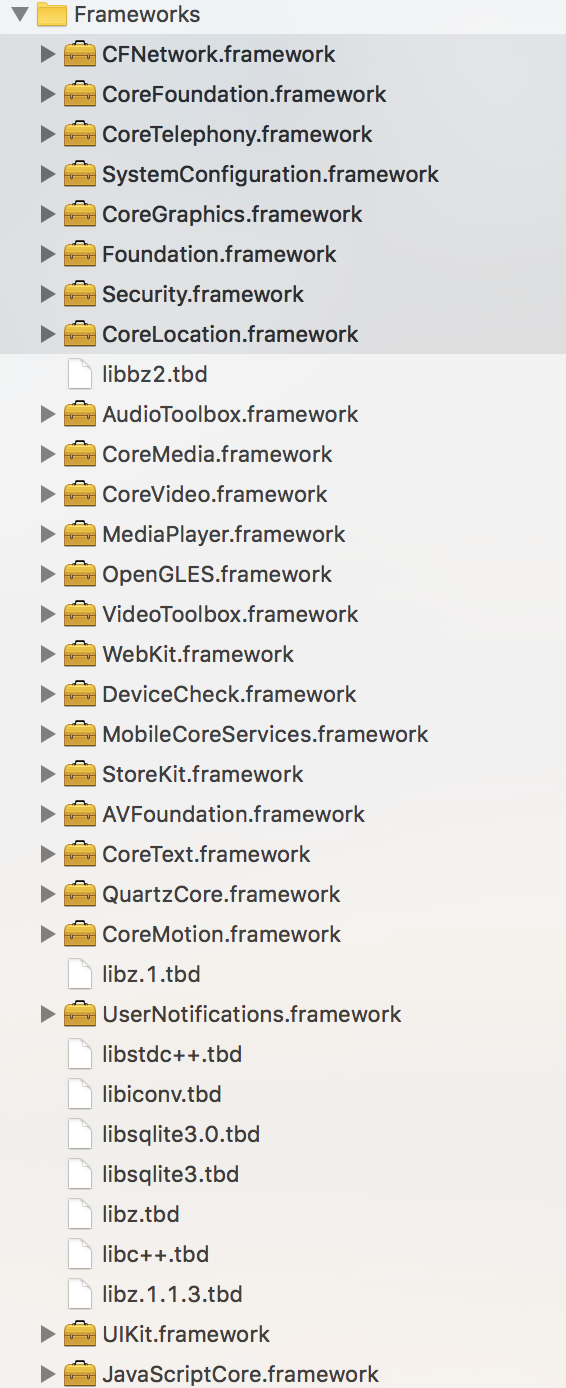 Frameworks
CFNetwork.framework
CoreFoundation.framework
CoreTelephony.framework
SystemConfiguration.framework
CoreGraphics.framework
Foundation.framework
Security.framework
CoreLocation.framework
libbz2.tbd
AudioToolbox.framework
CoreMedia.framework
CoreVideo.framework
MediaPlayer.framework
OpenGLES.framework
VideoToolbox.framework
WebKit.framework
DeviceCheck.framework
MobileCoreServices.framework
StoreKit.framework
AVFoundation.framework
CoreText.framework
QuartzCore.framework
CoreMotion.framework
libz.1.tbd
UserNotifications.framework
libstdc++.tbd
libiconv.tbd
libsqlite3.0.tbd
libsqlite3.tbd
libz.tbd
libc++.tbd
libz.1.1.3.tbd
UIKit.framework
JavaScriptCore.framework